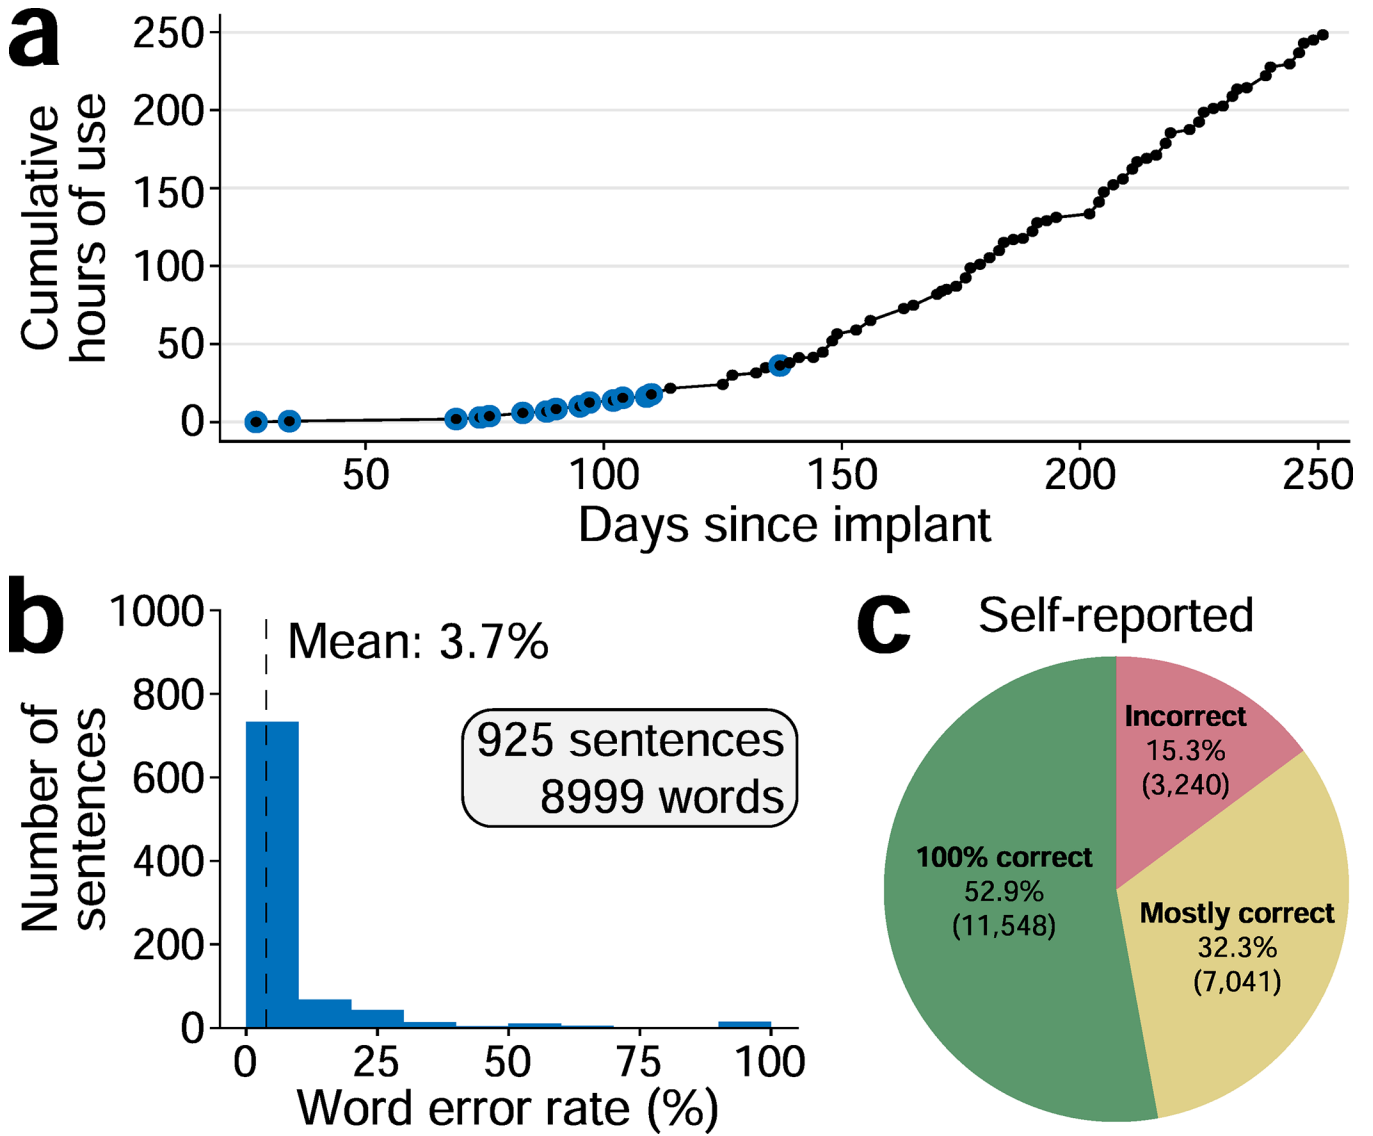 a
250
200
150
100
50
0
Cumulative
hours of use
50 100 150 200 250
Days since implant
b
1000
800
600
400
200
0
Number of
sentences
Mean: 3.7%
925 sentences
8999 words
0 25 50 75 100
Word error rate (%)
c
Self-reported
Incorrect
15.3%
(3,240)
100% correct
52.9%
(11,548)
Mostly correct
32.3%
(7,041)